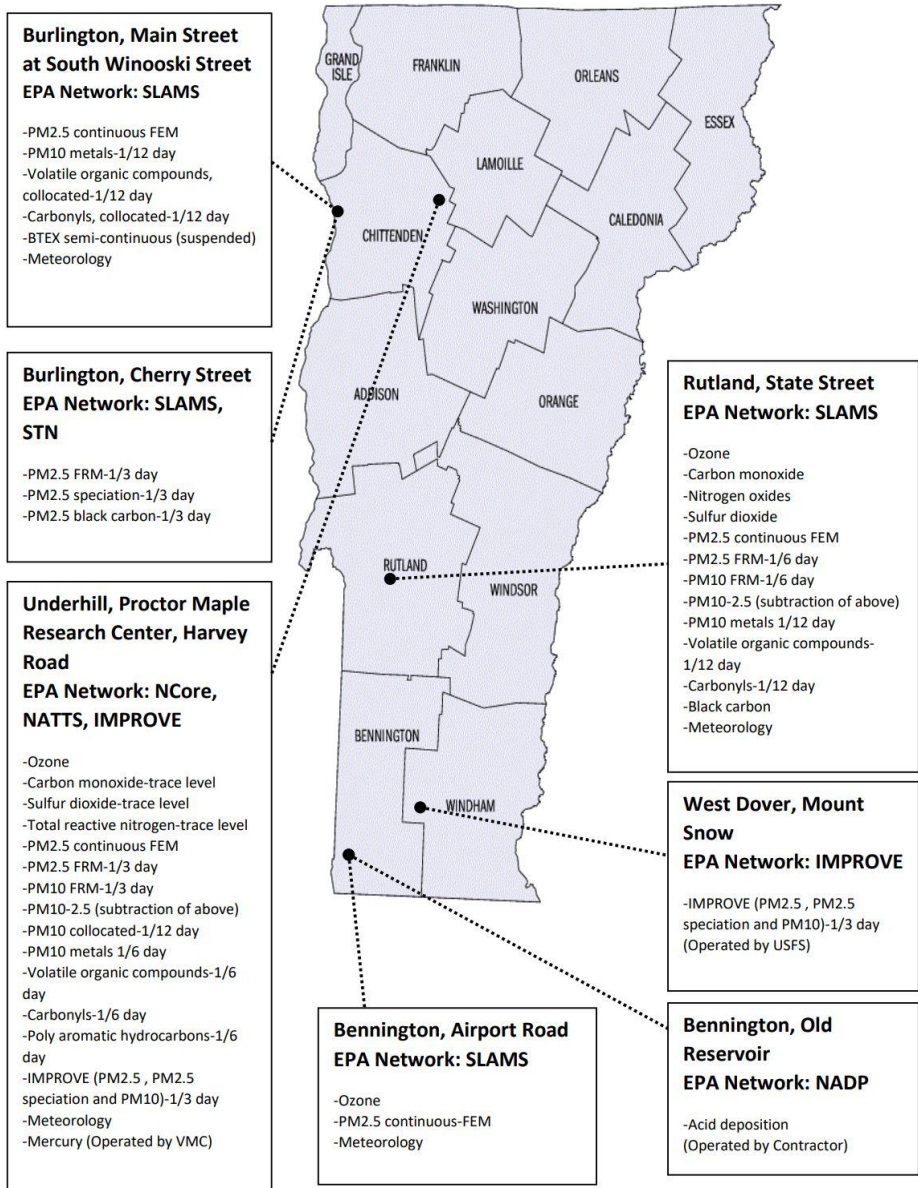 Burlington, Main Street
at South Winooski Street
EPA Network: SLAMS
-PM2.5 continuous FEM
-PM10 metals-1/12 day
-Volatile organic compounds,
collocated-1/12 day
-Carbonyls, collocated-1/12 day
-BTEX semi-continuous (suspended)
-Meteorology
Burlington, Cherry Street
EPA Network: SLAMS,
STN
-PM2.5 FRM-1/3 day
-PM2.5 speciation-1/3 day
-PM2.5 black carbon-1/3 day
Underhill, Proctor Maple
Research Center, Harvey
Road
EPA Network: NCore,
NATTS, IMPROVE
-Ozone
-Carbon monoxide-trace level
-Sulfur dioxide-trace level
-Total reactive nitrogen-trace level
-PM2.5 continuous FEM
-PM2.5 FRM-1/3 day
-PM10 FRM-1/3 day
-PM10-2.5 (subtraction of above)
-PM10 collocated-1/12 day
-PM10 metals 1/6 day
-Volatile organic compounds-1/6
day
-Carbonyls-1/6 day
-Poly aromatic hydrocarbons-1/6
day
-IMPROVE (PM2.5 , PM2.5
speciation and PM10)-1/3 day
-Meteorology
-Mercury (Operated by VMC)
GRAND
ISLE
FRANKLIN
ORLEANS
ESSEX
LAMOILLE
CALEDONIA
CHITTENDEN
WASHINGTON
ADDISON
ORANGE
RUTLAND
WINDSOR
BENNINGTON
WINDHAM
Rutland, State Street
EPA Network: SLAMS
-Ozone
-Carbon monoxide
-Nitrogen oxides
-Sulfur dioxide
-PM2.5 continuous FEM
-PM2.5 FRM-1/6 day
-PM10 FRM-1/6 day
-PM10-2.5 (subtraction of above)
-PM10 metals 1/12 day
-Volatile organic compounds-
1/12 day
-Carbonyls-1/12 day
-Black carbon
-Meteorology
West Dover, Mount
Snow
EPA Network: IMPROVE
-IMPROVE (PM2.5 , PM2.5
speciation and PM10)-1/3 day
(Operated by USFS)
Bennington, Airport Road
EPA Network: SLAMS
-Ozone
-PM2.5 continuous-FEM
-Meteorology
Bennington, Old
Reservoir
EPA Network: NADP
-Acid deposition
(Operated by Contractor)